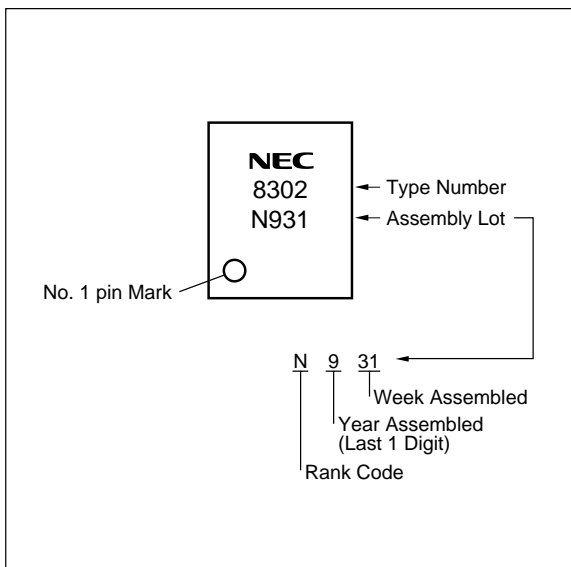 NEC
8302
N931
Type Number
Assembly Lot
No. 1 pin Mark
N 9 31
Week Assembled
Year Assembled
(Last 1 Digit)
Rank Code